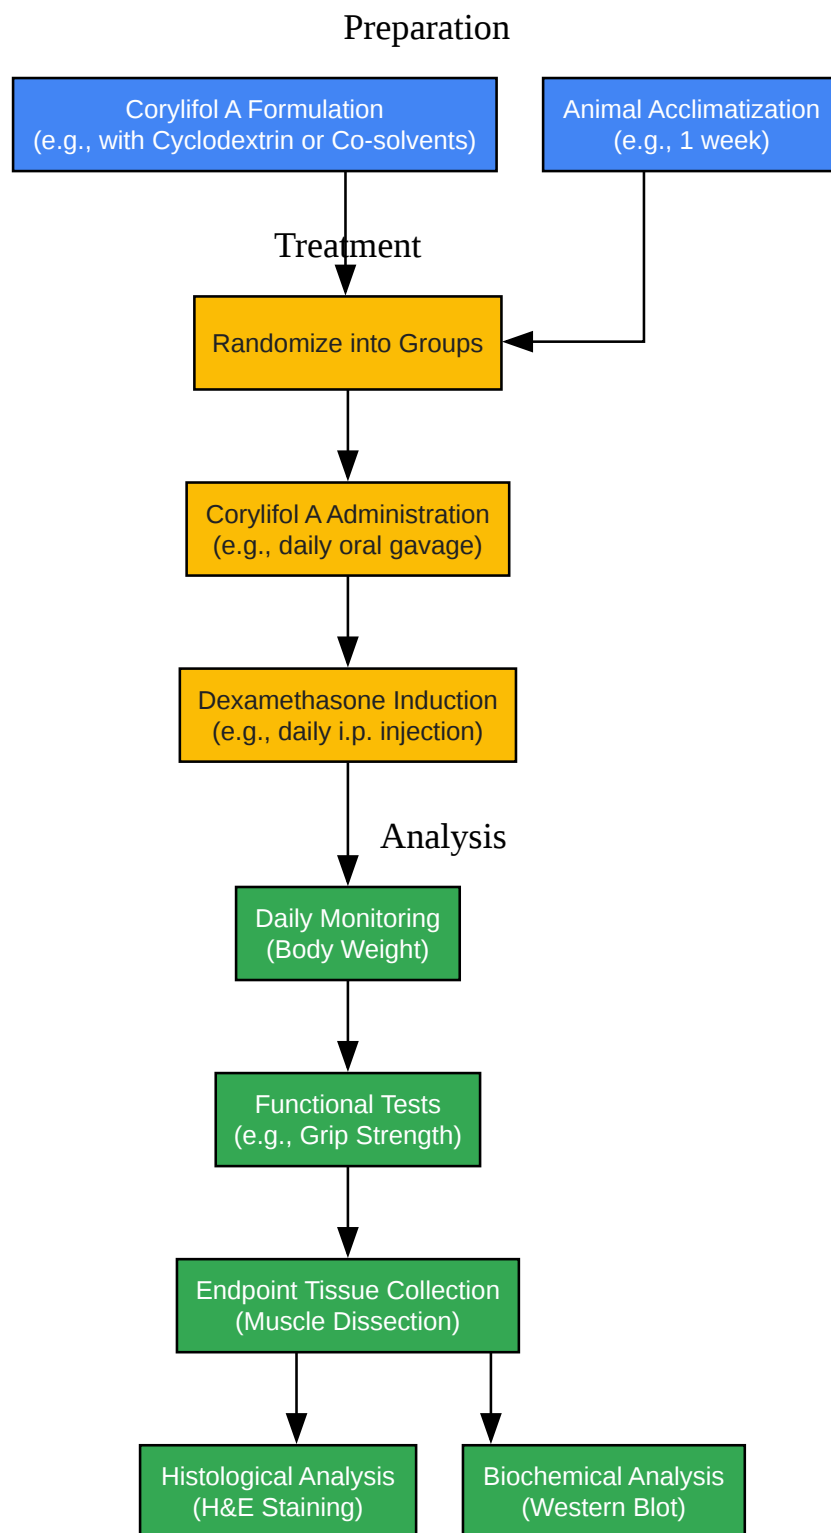 Preparation
Corylifol A Formulation
(e.g., with Cyclodextrin or Co-solvents)
Animal Acclimatization
(e.g., 1 week)
Treatment
Randomize into Groups
Corylifol A Administration
(e.g., daily oral gavage)
Dexamethasone Induction
(e.g., daily i.p. injection)
Analysis
Daily Monitoring
(Body Weight)
Functional Tests
(e.g., Grip Strength)
Endpoint Tissue Collection
(Muscle Dissection)
Histological Analysis
(H&E Staining)
Biochemical Analysis
(Western Blot)